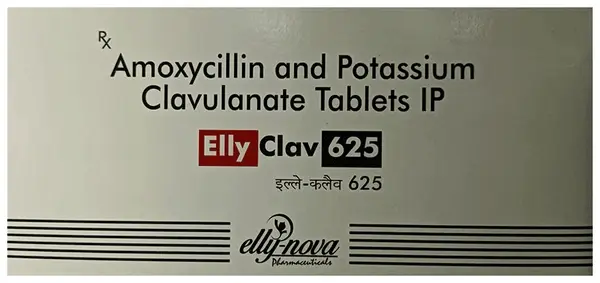 Rx
Amoxycillin and Potassium
Clavulanate Tablets IP
Elly Clav 625
इल्ले-कलैव 625
elly-nova
Pharmaceuticals